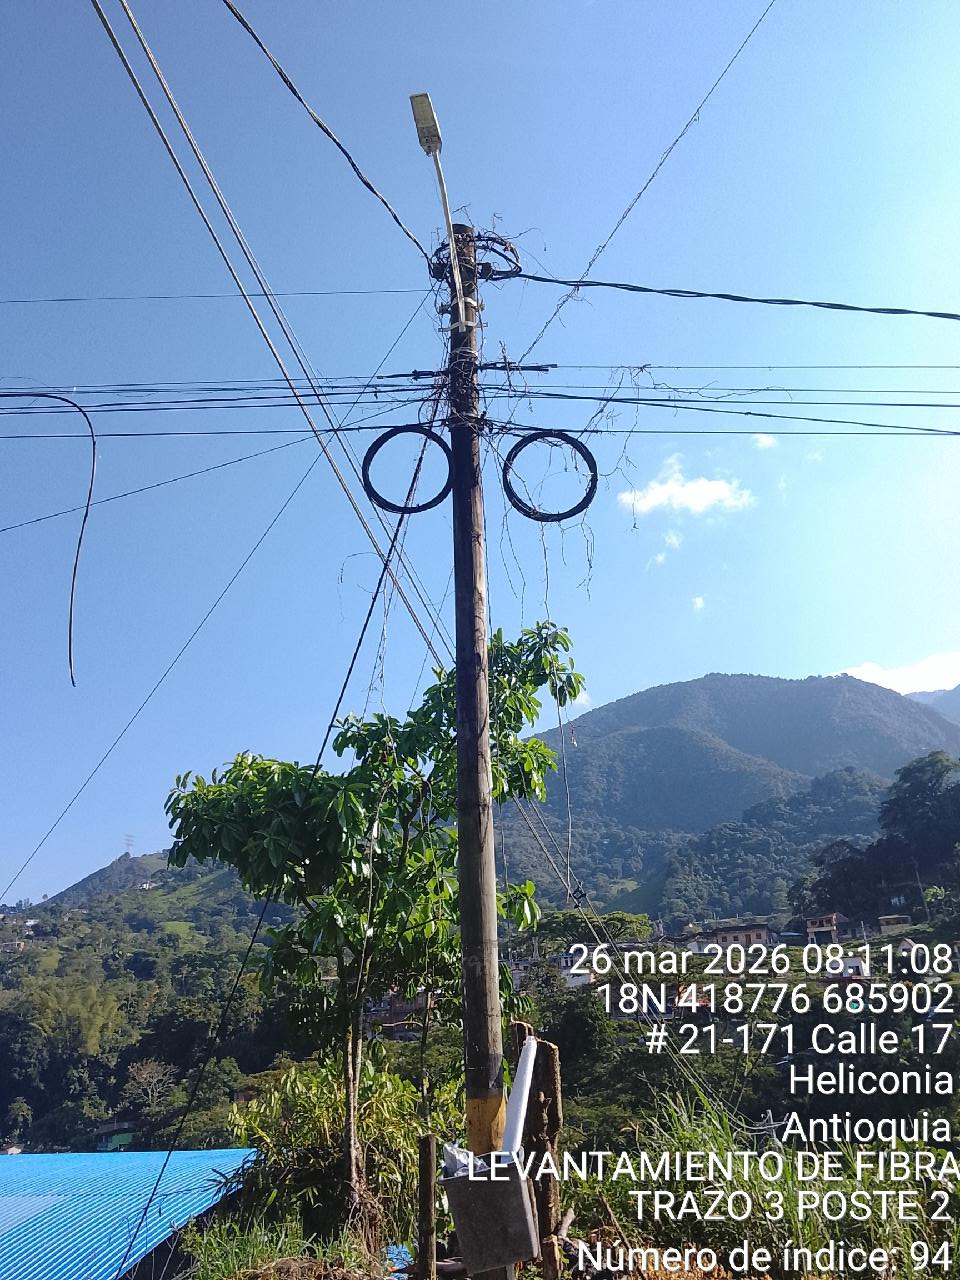 26 mar 2026 08:11:08
18N 418776 685902
# 21-171 Calle 17
Heliconia
Antioquia
LEVANTAMIENTO DE FIBRA
TRAZO 3 POSTE 2
Número de índice: 94